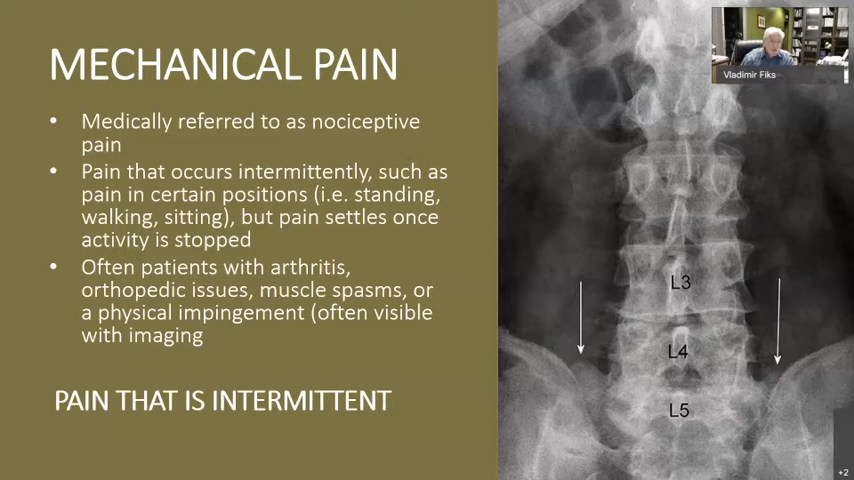 MECHANICAL PAIN
• Medically referred to as nociceptive
pain
• Pain that occurs intermittently, such as
pain in certain positions (i.e. standing,
walking, sitting), but pain settles once
activity is stopped
• Often patients with arthritis,
orthopedic issues, muscle spasms, or
a physical impingement (often visible
with imaging
PAIN THAT IS INTERMITTENT
Vladimir Fiks
L3
L4
L5
+2